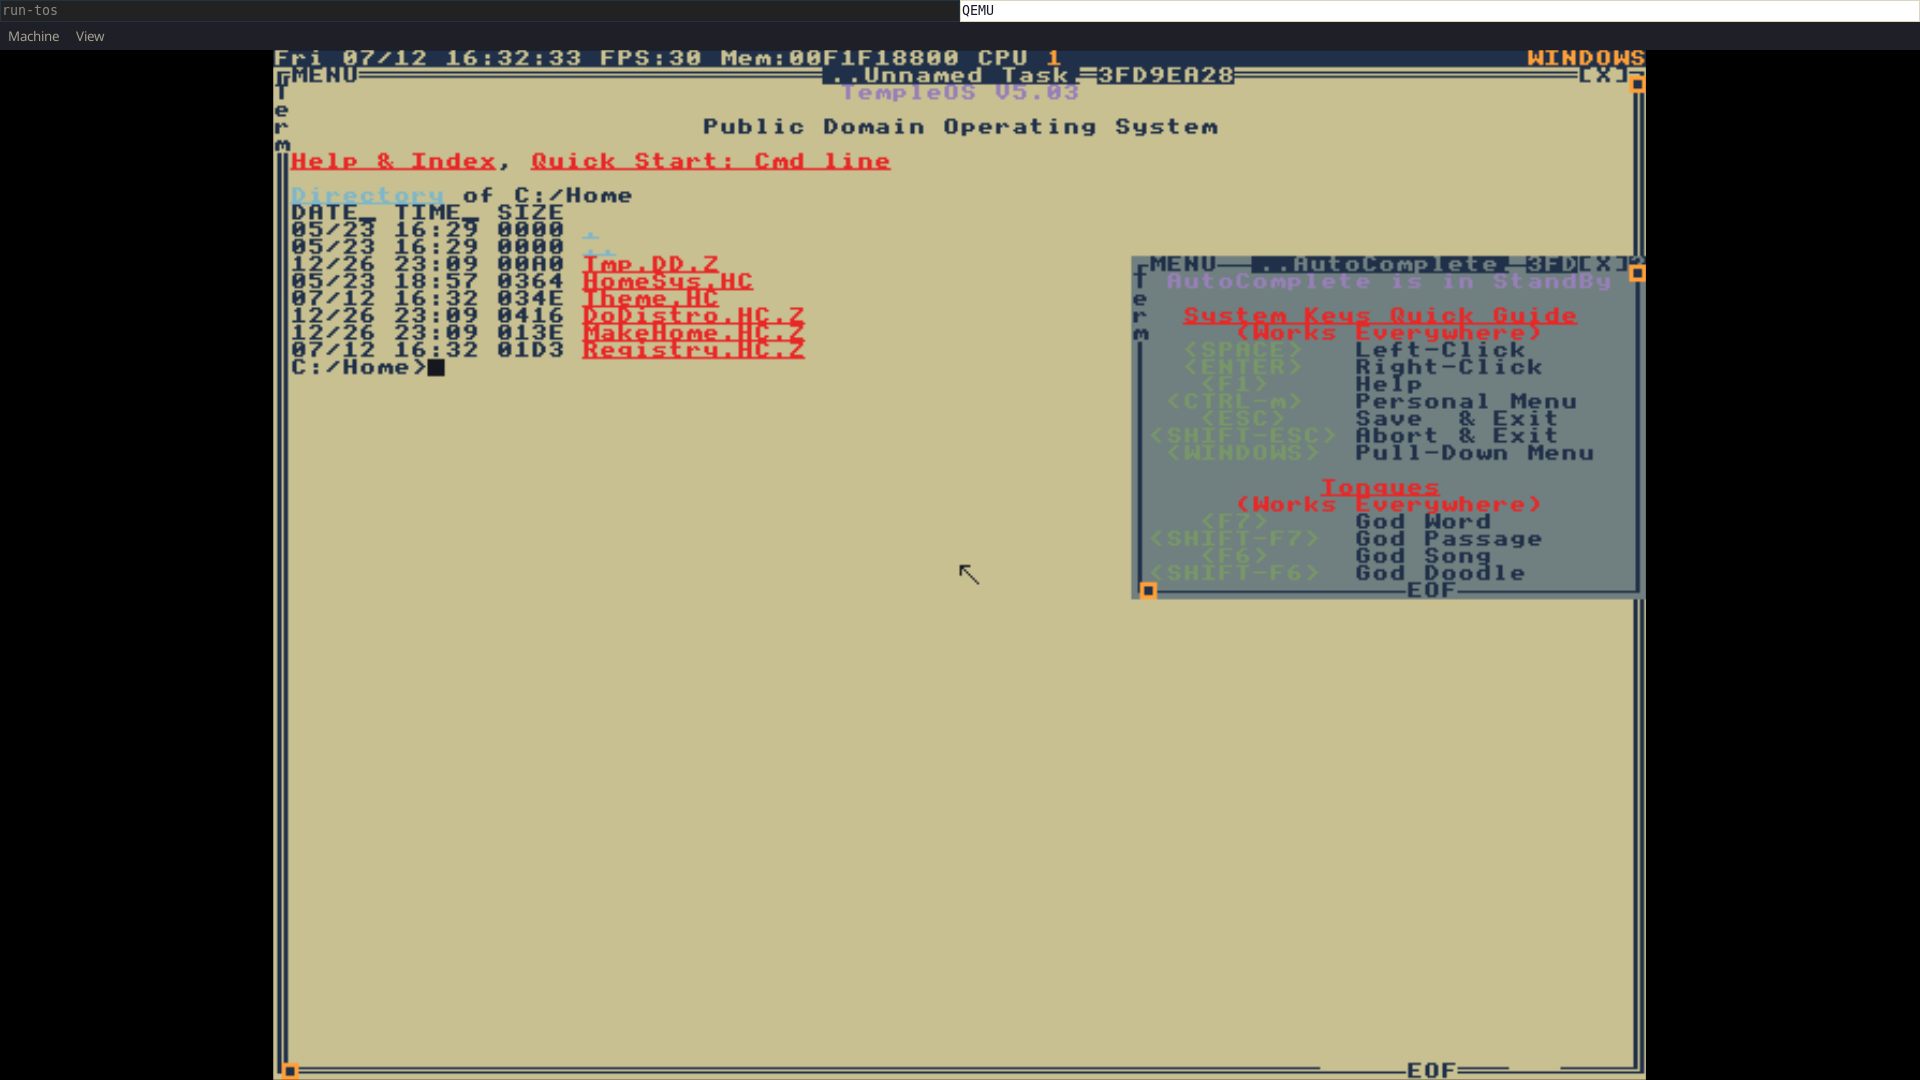 run-tos
QEMU
Machine View
Fri 07/12 16:32:33 FPS:30 Mem:00F1F18800 CPU 1 WINDOWS
MENU ..Unnamed Task. 3FD9EA28 [X]
Term
TempleOS V5.03
Public Domain Operating System
Help & Index, Quick Start: Cmd line
Directory of C:/Home
DATE_ TIME_ SIZE
05/23 16:29 0000 .
05/23 16:29 0000 ..
12/26 23:09 00A0 Tmp.DD.Z
05/23 18:57 0364 HomeSys.HC
07/12 16:32 034E Theme.HC
12/26 23:09 0416 DoDistro.HC.Z
12/26 23:09 013E MakeHome.HC.Z
07/12 16:32 01D3 Registry.HC.Z
C:/Home>
MENU ..AutoComplete. 3FD[X]
Term
AutoComplete is in StandBy
System Keys Quick Guide
(Works Everywhere)
<SPACE> Left-Click
<ENTER> Right-Click
<F1> Help
<CTRL-m> Personal Menu
<ESC> Save & Exit
<SHIFT-ESC> Abort & Exit
<WINDOWS> Pull-Down Menu
Tongues
(Works Everywhere)
<F7> God Word
<SHIFT-F7> God Passage
<F6> God Song
<SHIFT-F6> God Doodle
EOF
EOF